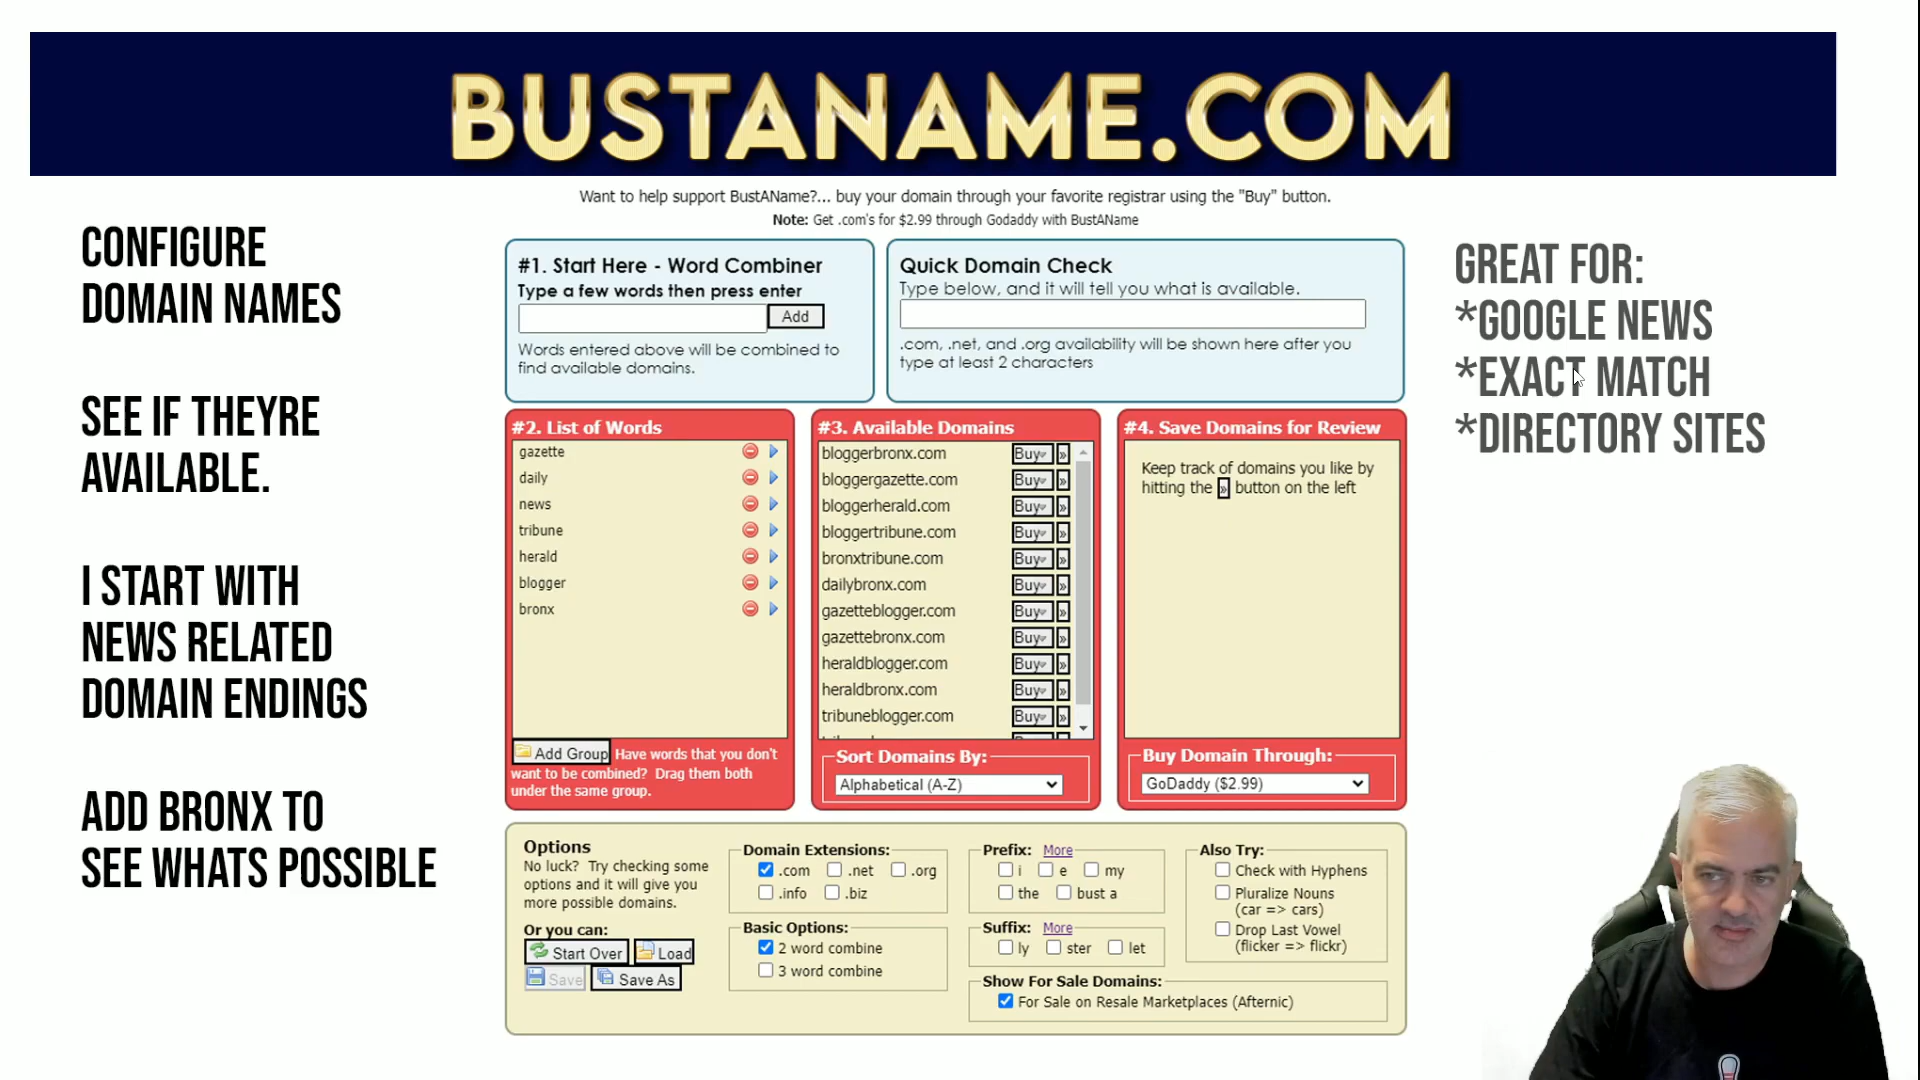 BUSTANAME.COM
Want to help support BustAName?... buy your domain through your favorite registrar using the "Buy" button.
Note: Get .com's for $2.99 through Godaddy with BustAName
CONFIGURE
DOMAIN NAMES
SEE IF THEYRE
AVAILABLE.
I START WITH
NEWS RELATED
DOMAIN ENDINGS
ADD BRONX TO
SEE WHATS POSSIBLE
#1. Start Here - Word Combiner
Type a few words then press enter
Add
Words entered above will be combined to
find available domains.
Quick Domain Check
Type below, and it will tell you what is available.
.com, .net, and .org availability will be shown here after you
type at least 2 characters
#2. List of Words
gazette
daily
news
tribune
herald
blogger
bronx
Add Group Have words that you don't
want to be combined? Drag them both
under the same group.
#3. Available Domains
bloggerbronx.com Buy »
bloggergazette.com Buy »
bloggerherald.com Buy »
bloggertribune.com Buy »
bronxtribune.com Buy »
dailybronx.com Buy »
gazetteblogger.com Buy »
gazettebronx.com Buy »
heraldblogger.com Buy »
heraldbronx.com Buy »
tribuneblogger.com Buy »
Sort Domains By:
Alphabetical (A-Z)
#4. Save Domains for Review
Keep track of domains you like by
hitting the » button on the left
Buy Domain Through:
GoDaddy ($2.99)
Options
No luck? Try checking some
options and it will give you
more possible domains.
Or you can:
Start Over Load
Save Save As
Domain Extensions:
.com .net .org
.info .biz
Basic Options:
2 word combine
3 word combine
Prefix: More
i e my
the bust a
Suffix: More
ly ster let
Show For Sale Domains:
For Sale on Resale Marketplaces (Afternic)
Also Try:
Check with Hyphens
Pluralize Nouns
(car => cars)
Drop Last Vowel
(flicker => flickr)
GREAT FOR:
*GOOGLE NEWS
*EXACT MATCH
*DIRECTORY SITES